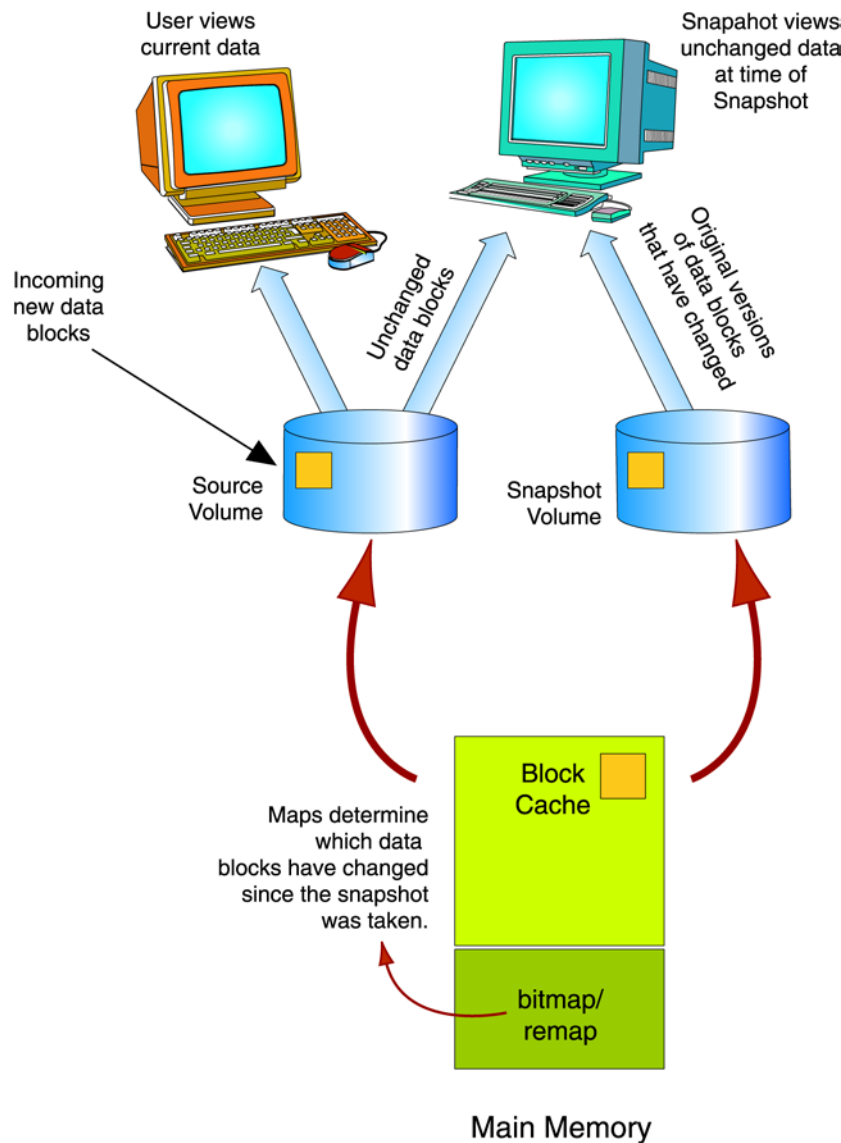 User views
current data
Snapahot views
unchanged data
at time of
Snapshot
Incoming
new data
blocks
Unchanged
data blocks
Original versions
of data blocks
that have changed
Source
Volume
Snapshot
Volume
Block
Cache
Maps determine
which data
blocks have changed
since the snapshot
was taken.
bitmap/
remap
Main Memory